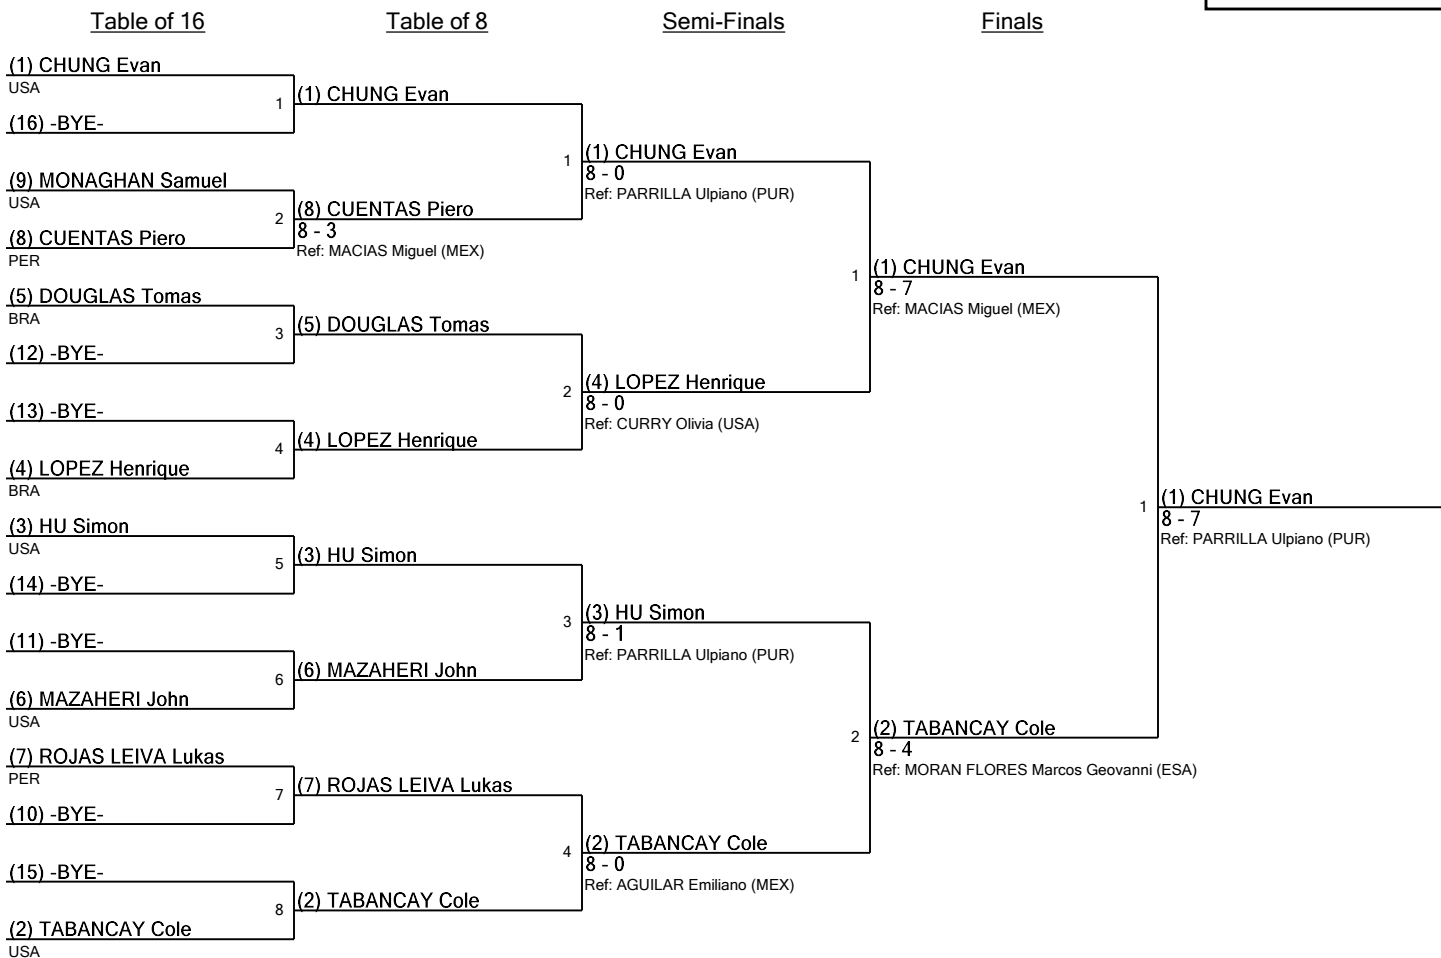 Table of 16
Table of 8
Semi-Finals
Finals
(1) CHUNG Evan
USA
(16) -BYE-
(9) MONAGHAN Samuel
USA
(8) CUENTAS Piero
PER
(5) DOUGLAS Tomas
BRA
(12) -BYE-
(13) -BYE-
(4) LOPEZ Henrique
BRA
(3) HU Simon
USA
(14) -BYE-
(11) -BYE-
(6) MAZAHERI John
USA
(7) ROJAS LEIVA Lukas
PER
(10) -BYE-
(15) -BYE-
(2) TABANCAY Cole
USA
1
(1) CHUNG Evan
2
(8) CUENTAS Piero
8 - 3
Ref: MACIAS Miguel (MEX)
3
(5) DOUGLAS Tomas
4
(4) LOPEZ Henrique
5
(3) HU Simon
6
(6) MAZAHERI John
7
(7) ROJAS LEIVA Lukas
8
(2) TABANCAY Cole
1
(1) CHUNG Evan
8 - 0
Ref: PARRILLA Ulpiano (PUR)
2
(4) LOPEZ Henrique
8 - 0
Ref: CURRY Olivia (USA)
3
(3) HU Simon
8 - 1
Ref: PARRILLA Ulpiano (PUR)
4
(2) TABANCAY Cole
8 - 0
Ref: AGUILAR Emiliano (MEX)
1
(1) CHUNG Evan
8 - 7
Ref: MACIAS Miguel (MEX)
2
(2) TABANCAY Cole
8 - 4
Ref: MORAN FLORES Marcos Geovanni (ESA)
1
(1) CHUNG Evan
8 - 7
Ref: PARRILLA Ulpiano (PUR)